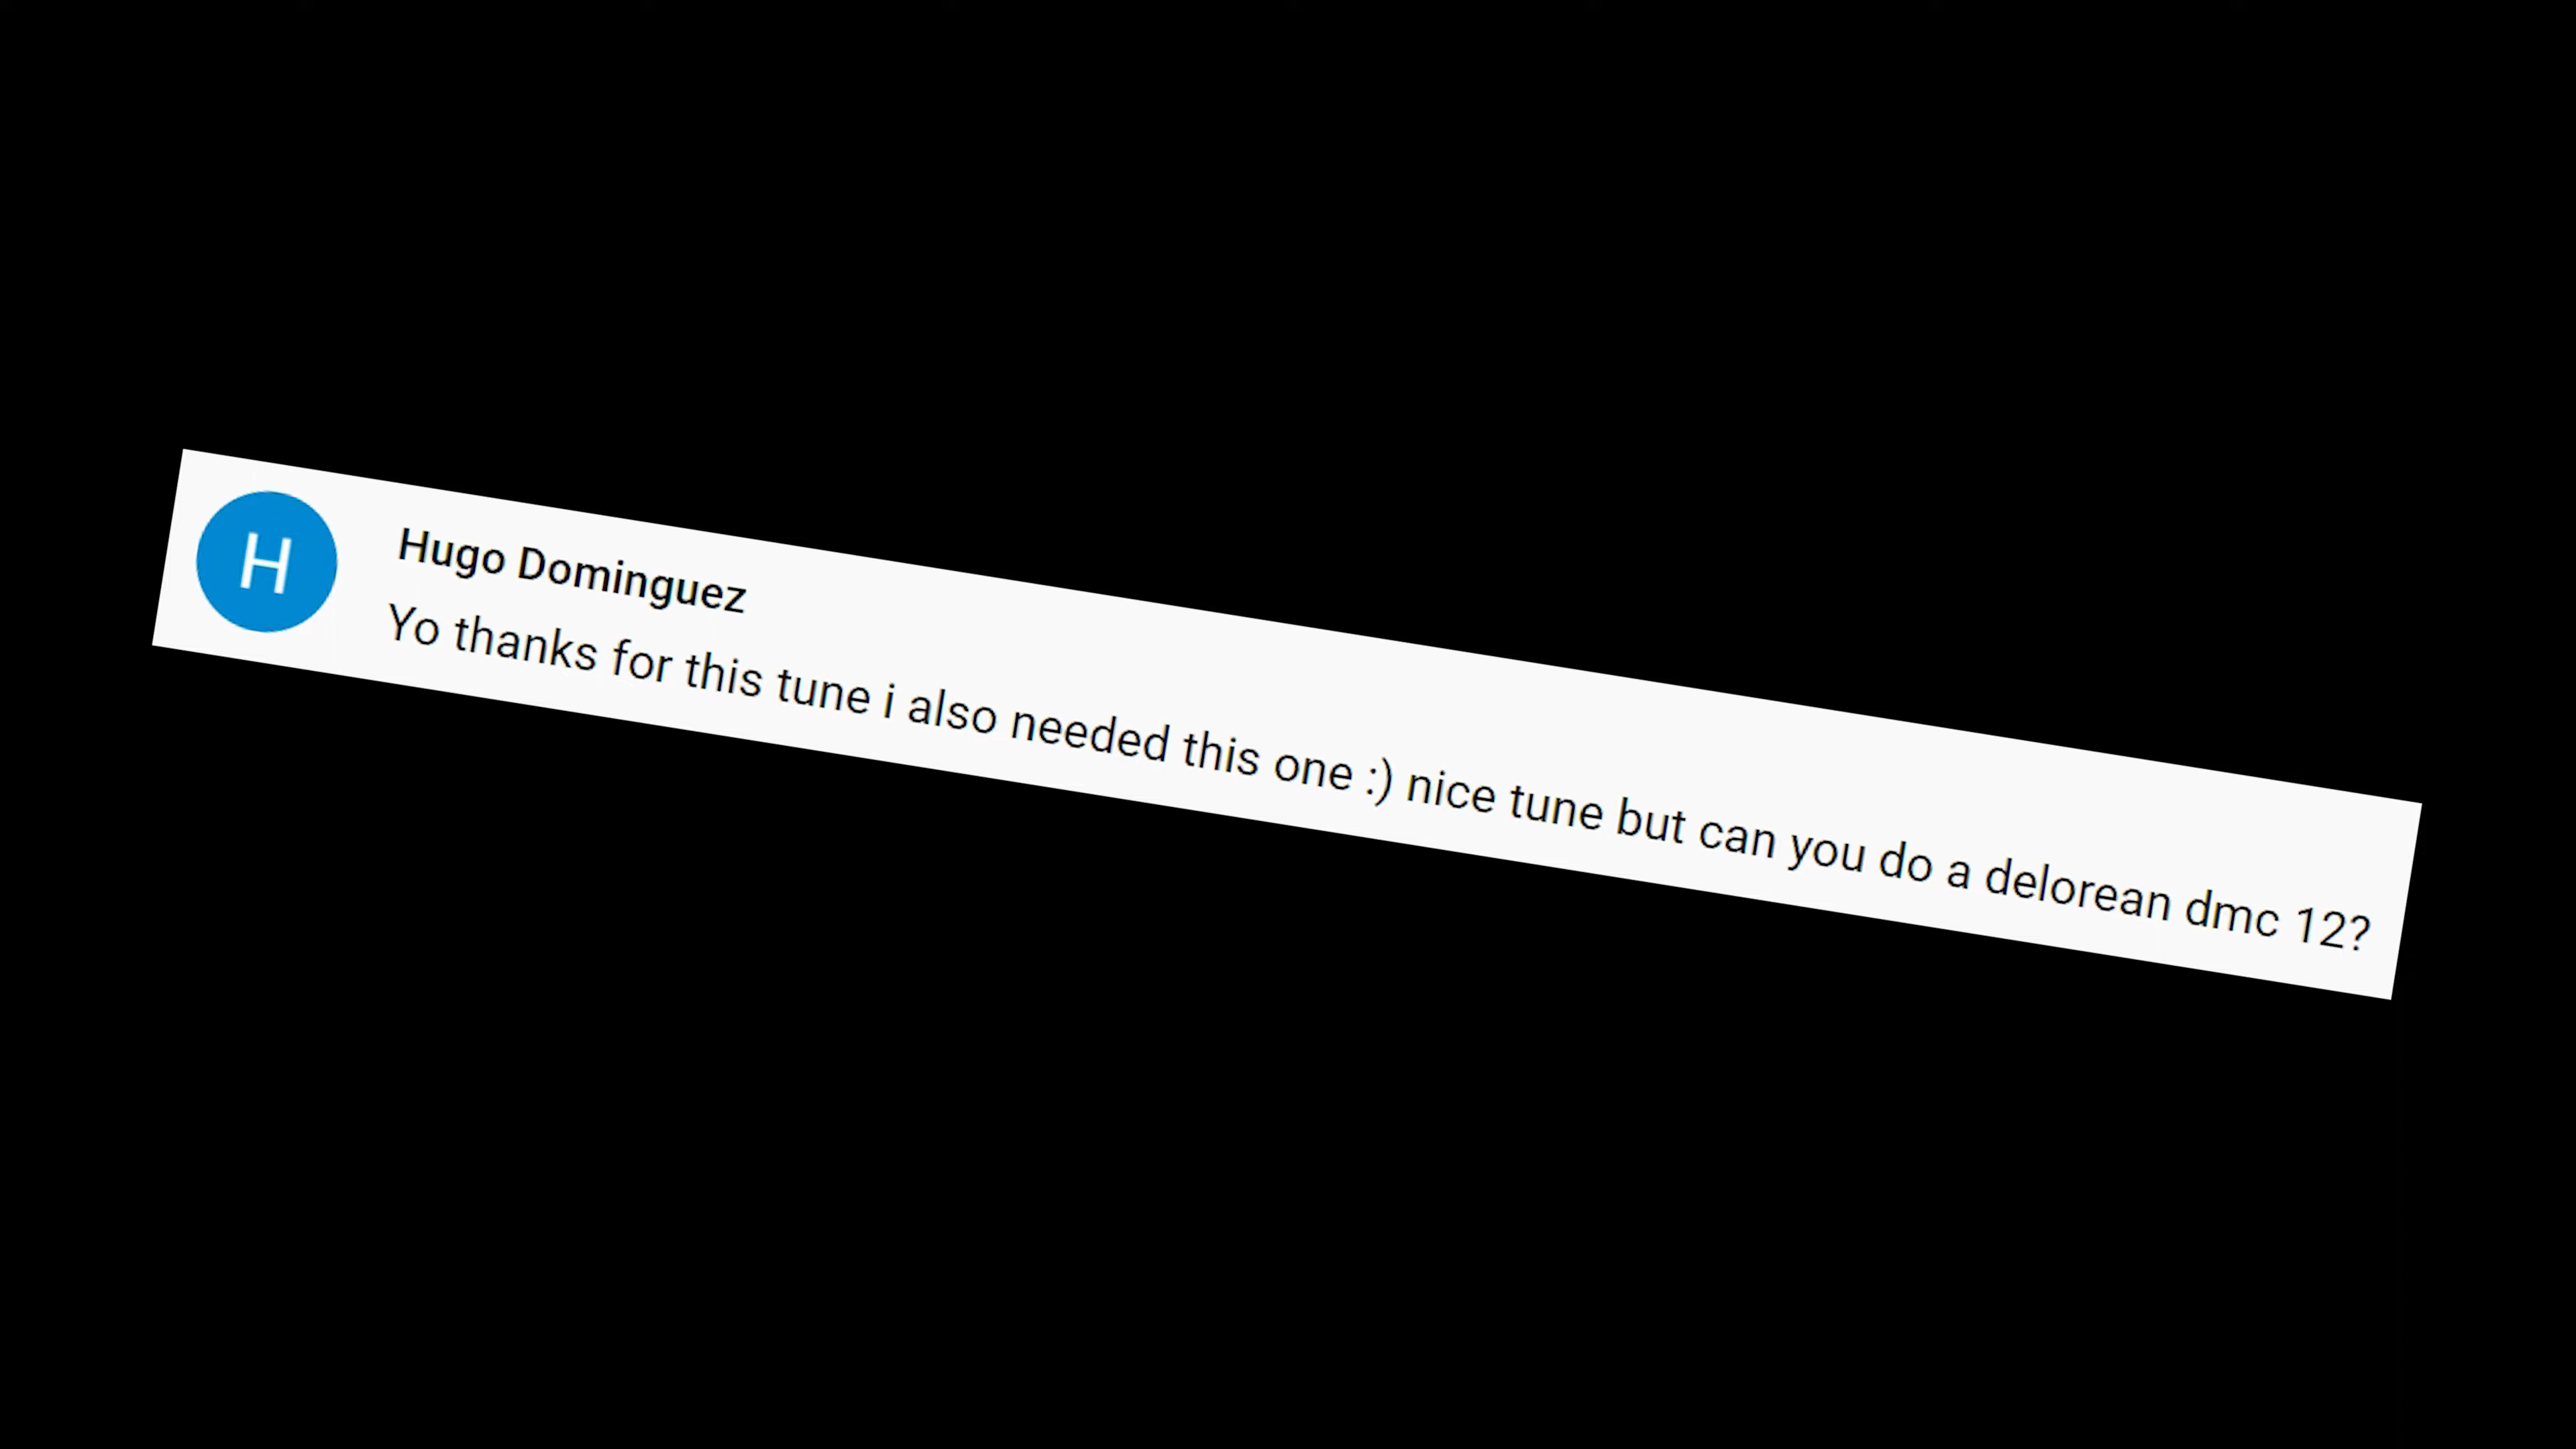 H
Hugo Dominguez
Yo thanks for this tune i also needed this one :) nice tune but can you do a delorean dmc 12?